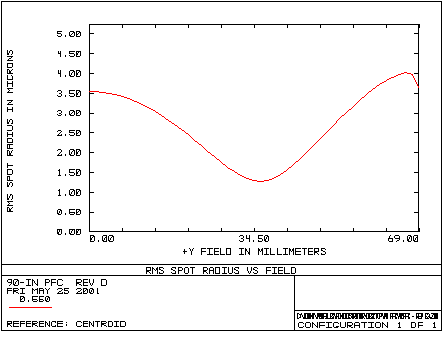 5.00
4.50
4.00
3.50
3.00
2.50
2.00
1.50
1.00
0.50
0.00
RMS SPOT RADIUS IN MICRONS
0.00 34.50 69.00
+Y FIELD IN MILLIMETERS
RMS SPOT RADIUS VS FIELD
90-IN PFC REV D
FRI MAY 25 2001
0.550
REFERENCE: CENTROID
CONFIGURATION 1 OF 1